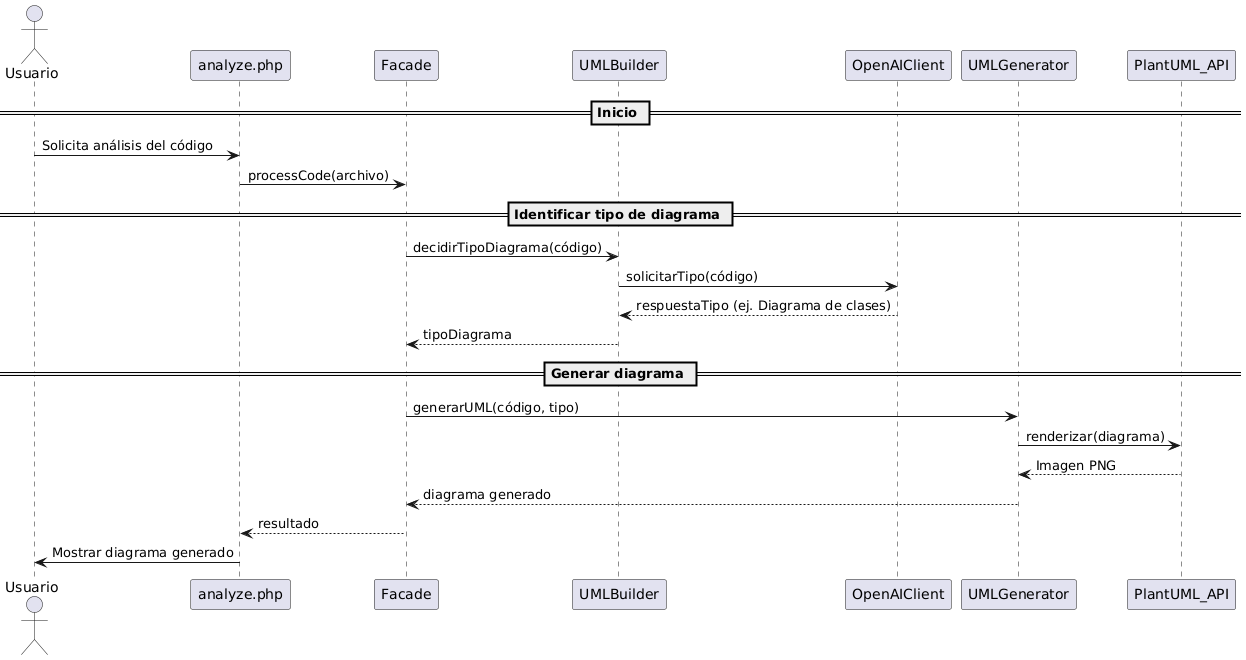 Usuario
analyze.php
Facade
UMLBuilder
OpenAIClient
UMLGenerator
PlantUML_API
Inicio
Solicita análisis del código
processCode(archivo)
Identificar tipo de diagrama
decidirTipoDiagrama(código)
solicitarTipo(código)
respuestaTipo (ej. Diagrama de clases)
tipoDiagrama
Generar diagrama
generarUML(código, tipo)
renderizar(diagrama)
Imagen PNG
diagrama generado
resultado
Mostrar diagrama generado
Usuario
analyze.php
Facade
UMLBuilder
OpenAIClient
UMLGenerator
PlantUML_API